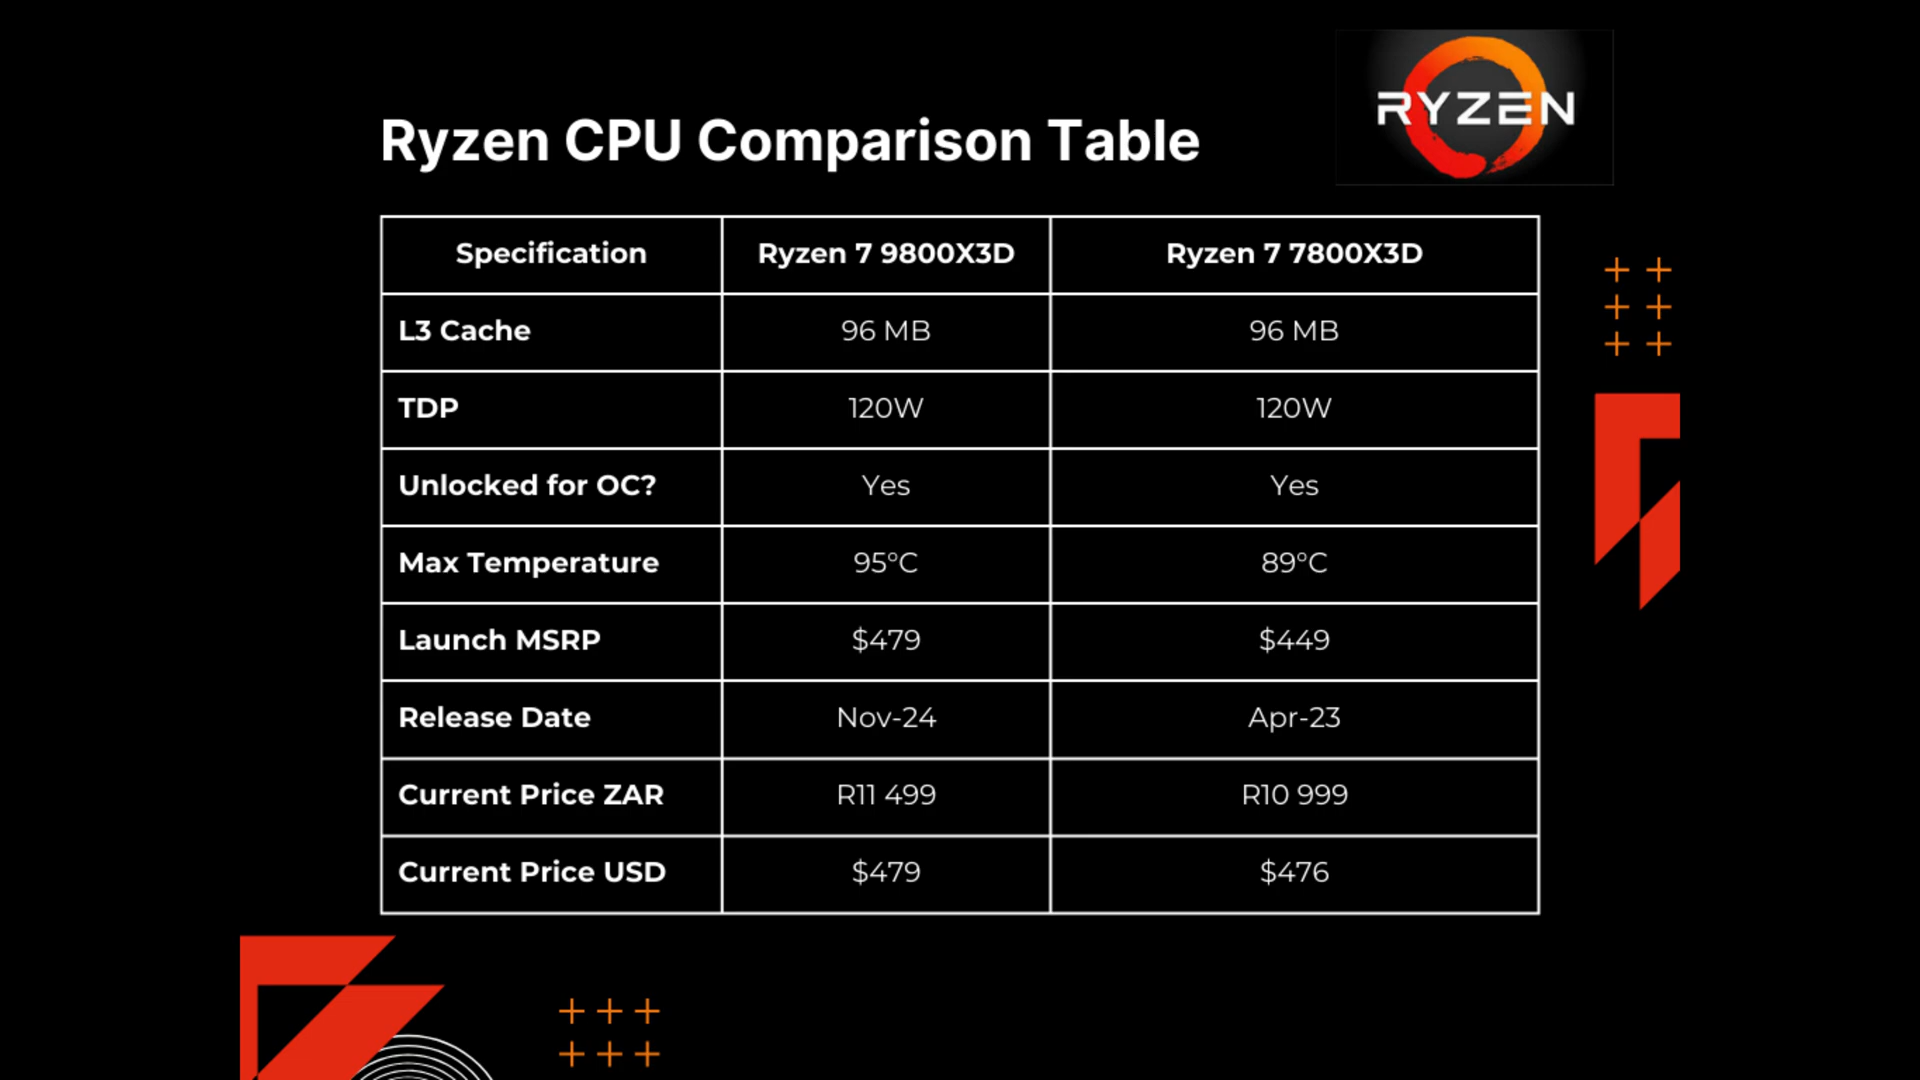 RYZEN
Ryzen CPU Comparison Table
Specification Ryzen 7 9800X3D Ryzen 7 7800X3D
L3 Cache 96 MB 96 MB
TDP 120W 120W
Unlocked for OC? Yes Yes
Max Temperature 95°C 89°C
Launch MSRP $479 $449
Release Date Nov-24 Apr-23
Current Price ZAR R11 499 R10 999
Current Price USD $479 $476